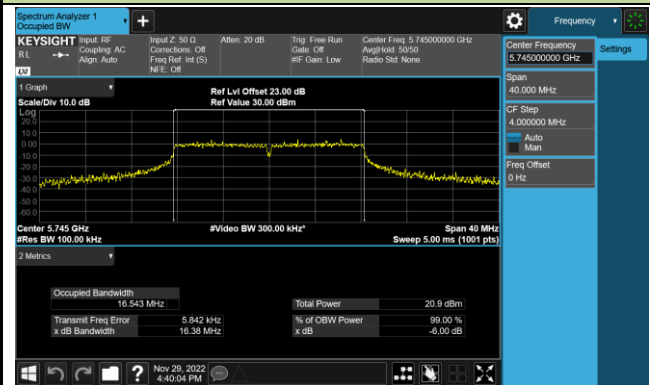 Spectrum Analyzer 1
Occupied BW
Frequency
KEYSIGHT
RL
LXI
Input: RF
Coupling: AC
Align: Auto
Input Z: 50 Ω
Corrections: Off
Freq Ref: Int (S)
NFE: Off
Atten: 20 dB
Trig: Free Run
Gate: Off
#IF Gain: Low
Center Freq: 5.745000000 GHz
Avg|Hold: 50/50
Radio Std: None
Center Frequency
5.745000000 GHz
Settings
Span
40.000 MHz
CF Step
4.000000 MHz
Auto
Man
Freq Offset
0 Hz
1 Graph
Scale/Div 10.0 dB
Ref Lvl Offset 23.00 dB
Ref Value 30.00 dBm
Log
20.0
10.0
0.00
-10.0
-20.0
-30.0
-40.0
-50.0
-60.0
Center 5.745 GHz
#Res BW 100.00 kHz
#Video BW 300.00 kHz*
Span 40 MHz
Sweep 5.00 ms (1001 pts)
2 Metrics
Occupied Bandwidth
16.543 MHz
Total Power 20.9 dBm
Transmit Freq Error 5.842 kHz
% of OBW Power 99.00 %
x dB Bandwidth 16.38 MHz
x dB -6.00 dB
Nov 29, 2022
4:40:04 PM